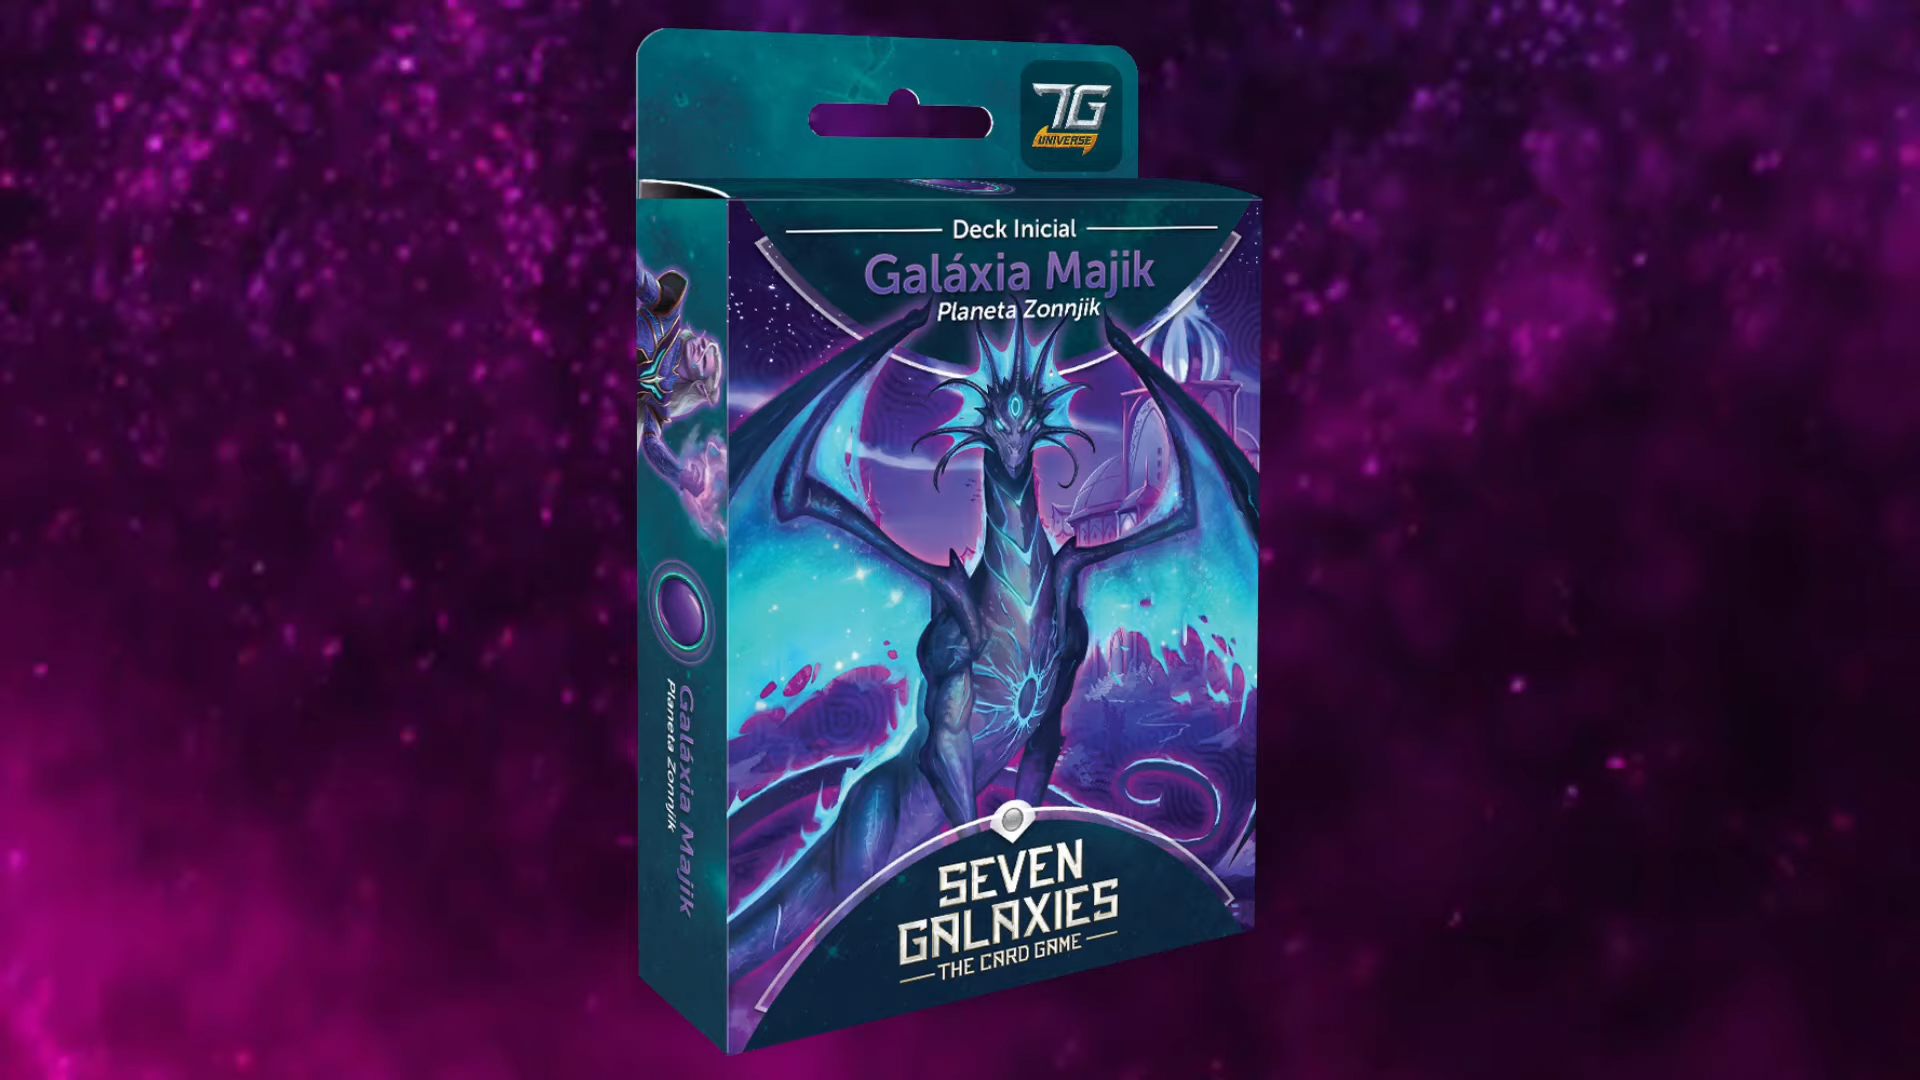 7G
UNIVERSE
Deck Inicial
Galáxia Majik
Planeta Zonnjik
SEVEN
GALAXIES
THE CARD GAME
Galáxia Majik
Planeta Zonnjik